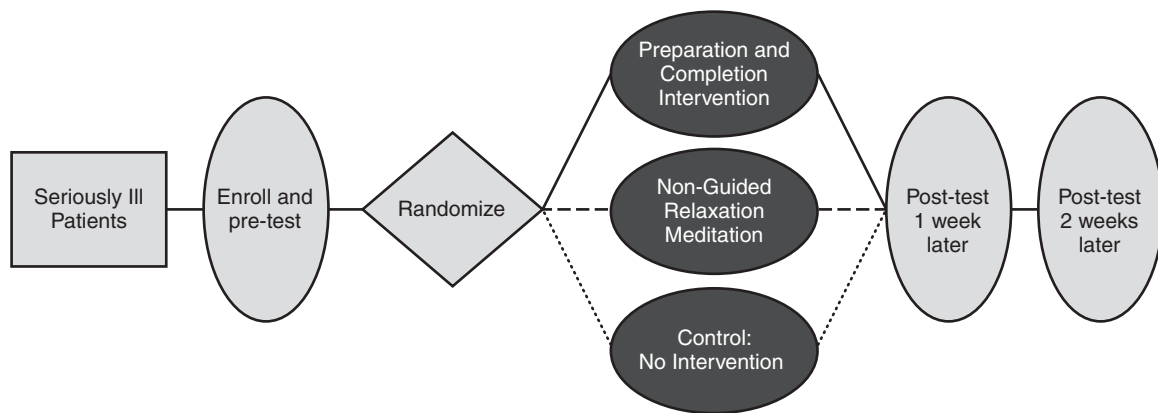 Seriously Ill
Patients
Enroll and
pre-test
Randomize
Preparation and
Completion
Intervention
Non-Guided
Relaxation
Meditation
Control:
No Intervention
Post-test
1 week
later
Post-test
2 weeks
later